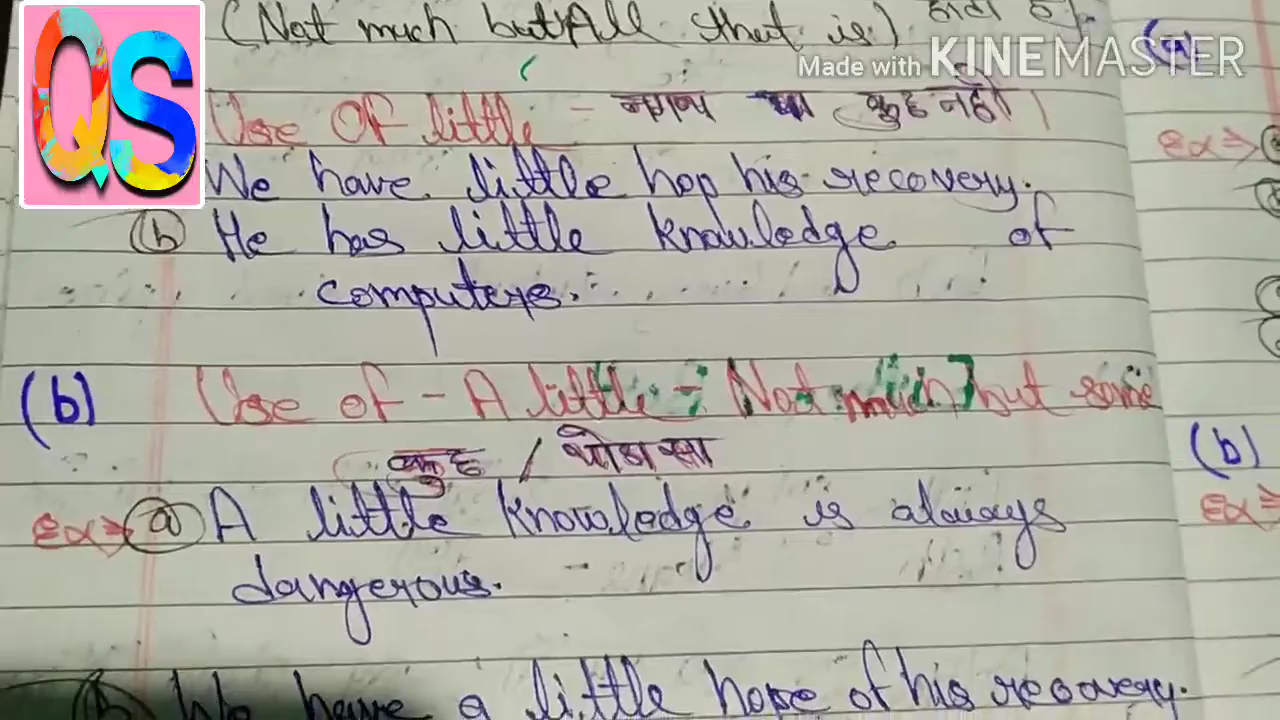 (Not much but All that is) होता है।
QS
Made with KINEMASTER
(a)
Use Of little - नगण्य या कुछ नहीं।
Ex⇒
We have little hop his recovery.
(b) He has little knowledge of
computers.
(b) Use of - A little - Not much but some
कुछ / थोड़ा सा
(b)
Ex⇒ (a) A little knowledge is always
Ex⇒
dangerous.
(b) We have a little hope of his recovery.